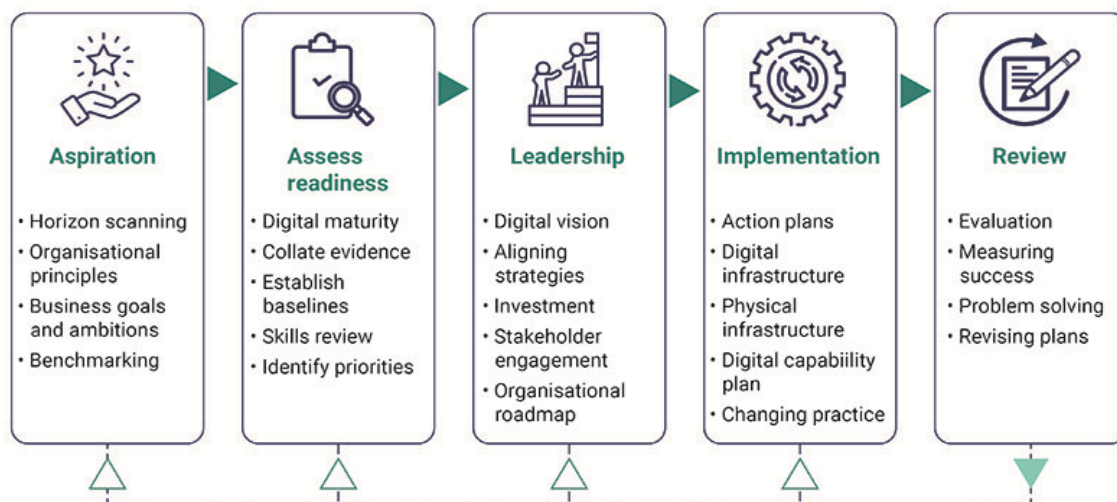 Aspiration
• Horizon scanning
• Organisational
principles
• Business goals
and ambitions
• Benchmarking
Assess
readiness
• Digital maturity
• Collate evidence
• Establish
baselines
• Skills review
• Identify priorities
Leadership
• Digital vision
• Aligning
strategies
• Investment
• Stakeholder
engagement
• Organisational
roadmap
Implementation
• Action plans
• Digital
infrastructure
• Physical
infrastructure
• Digital capabiility
plan
• Changing practice
Review
• Evaluation
• Measuring
success
• Problem solving
• Revising plans